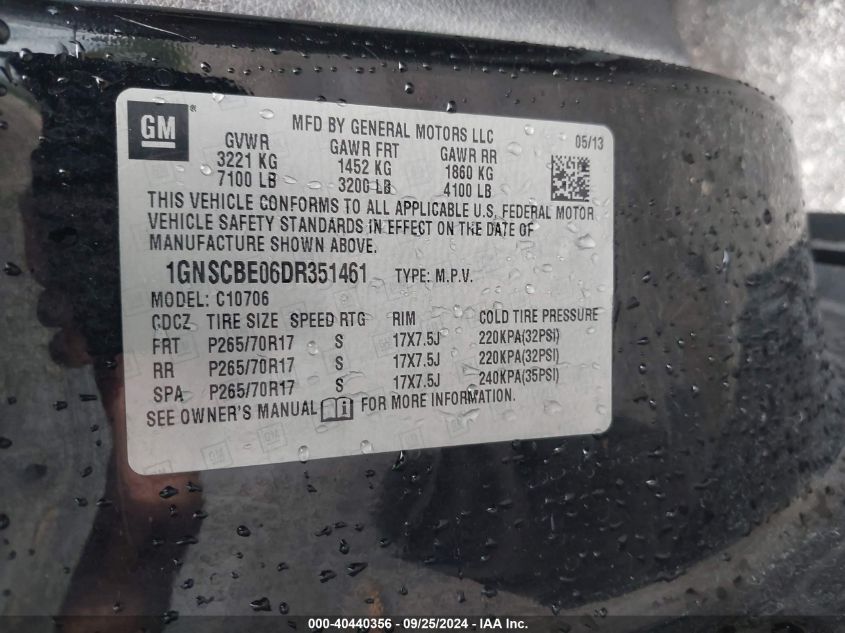 GM®
MFD BY GENERAL MOTORS LLC
GVWR GAWR FRT GAWR RR 05/13
3221 KG 1452 KG 1860 KG
7100 LB 3200 LB 4100 LB
THIS VEHICLE CONFORMS TO ALL APPLICABLE U.S. FEDERAL MOTOR
VEHICLE SAFETY STANDARDS IN EFFECT ON THE DATE OF
MANUFACTURE SHOWN ABOVE.
1GNSCBE06DR351461 TYPE: M.P.V.
MODEL: C10706
CDCZ TIRE SIZE SPEED RTG RIM COLD TIRE PRESSURE
FRT P265/70R17 S 17X7.5J 220KPA(32PSI)
RR P265/70R17 S 17X7.5J 220KPA(32PSI)
SPA P265/70R17 S 17X7.5J 240KPA(35PSI)
SEE OWNER'S MANUAL FOR MORE INFORMATION.
000-40440356 - 09/25/2024 - IAA Inc.